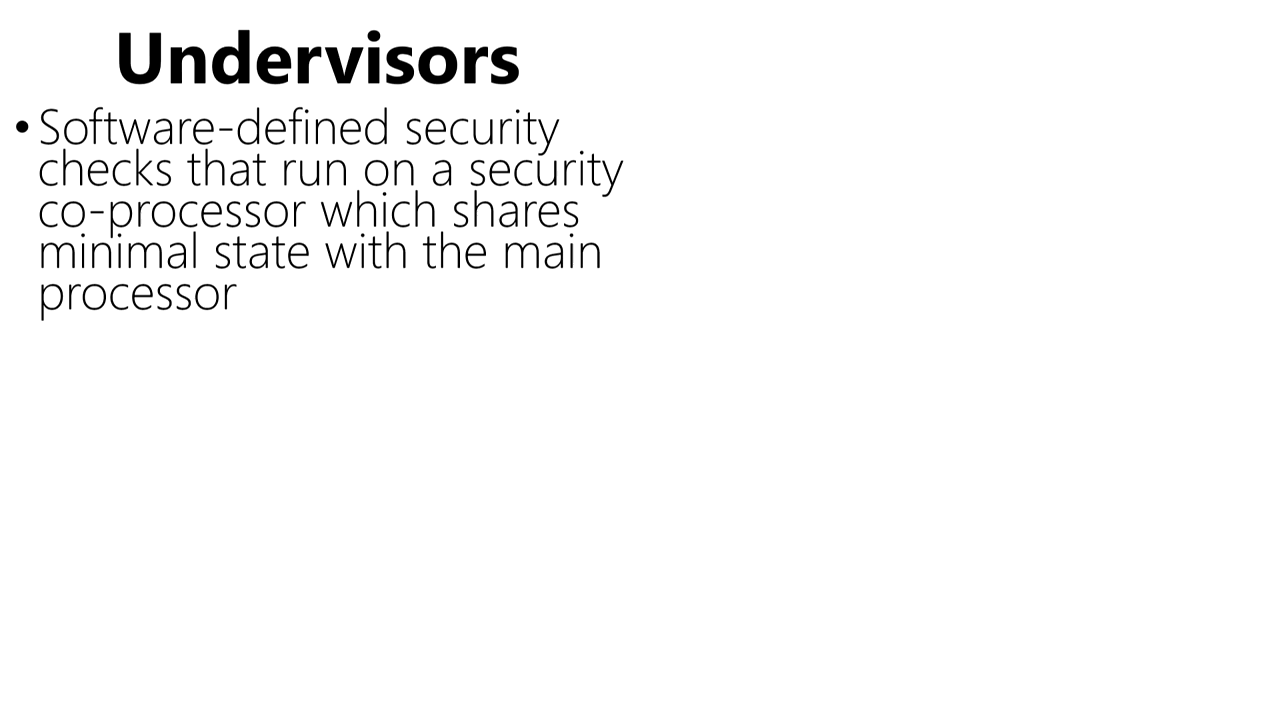 Undervisors
• Software-defined security
checks that run on a security
co-processor which shares
minimal state with the main
processor